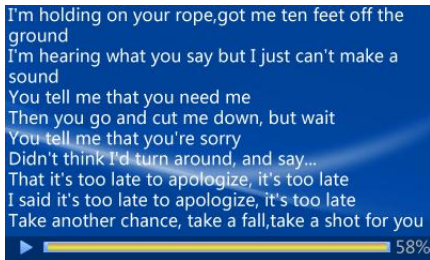 I'm holding on your rope,got me ten feet off the
ground
I'm hearing what you say but I just can't make a
sound
You tell me that you need me
Then you go and cut me down, but wait
You tell me that you're sorry
Didn't think I'd turn around, and say...
That it's too late to apologize, it's too late
I said it's too late to apologize, it's too late
Take another chance, take a fall,take a shot for you
58%